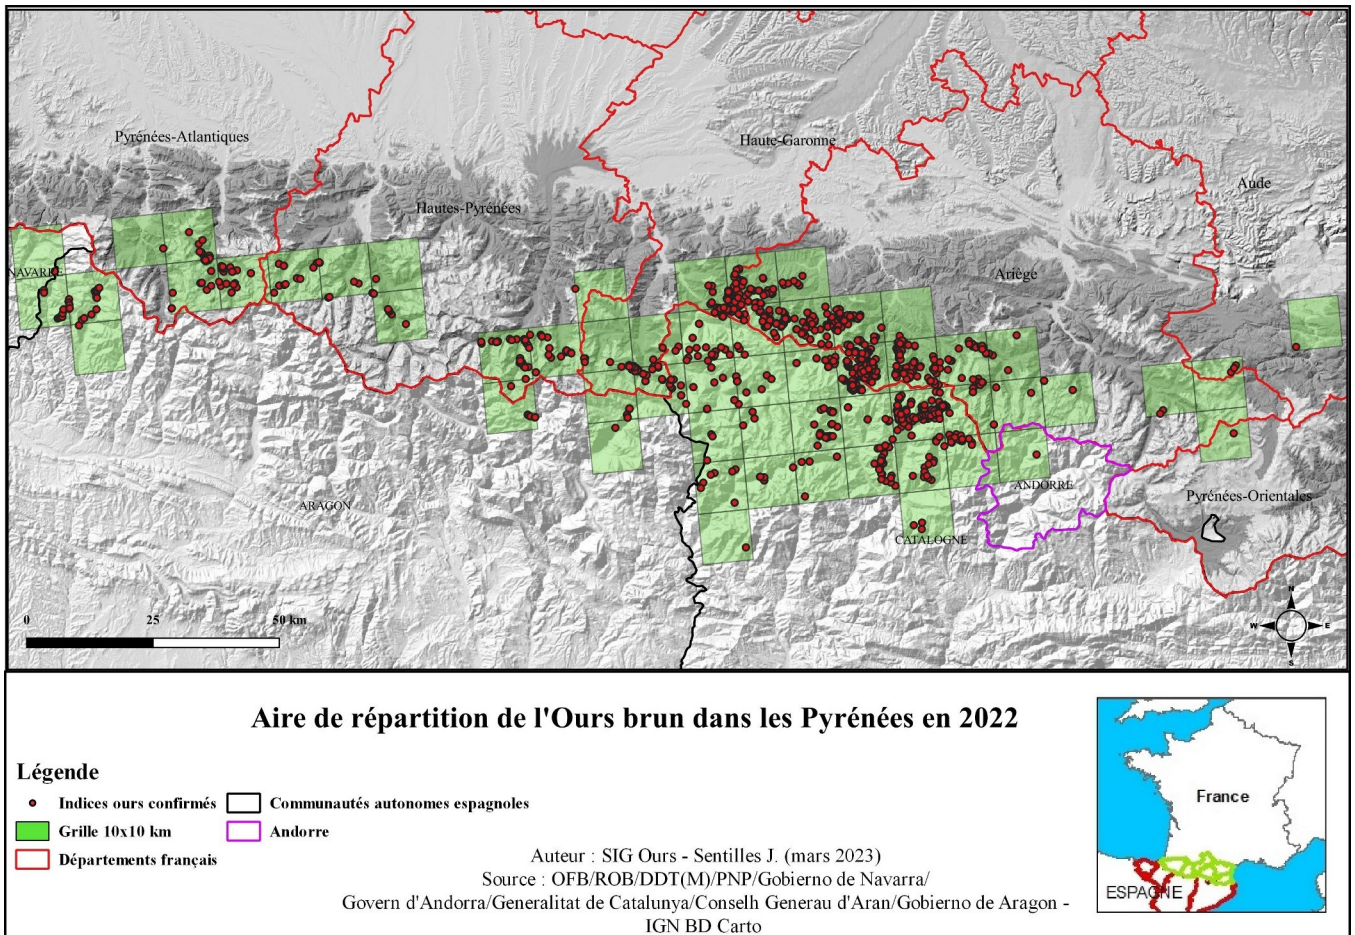 Pyrénées-Atlantiques
Haute-Garonne
Aude
Hautes-Pyrénées
NAVARRE
Ariège
ARAGON
ANDORRE
Pyrénées-Orientales
CATALOGNE
0 25 50 km
N
W E
S
Aire de répartition de l'Ours brun dans les Pyrénées en 2022
Légende
Indices ours confirmés
Communautés autonomes espagnoles
Grille 10x10 km
Andorre
Départements français
Auteur : SIG Ours - Sentilles J. (mars 2023)
Source : OFB/ROB/DDT(M)/PNP/Gobierno de Navarra/
Govern d'Andorra/Generalitat de Catalunya/Conselh Generau d'Aran/Gobierno de Aragon -
IGN BD Carto
France
ESPAGNE